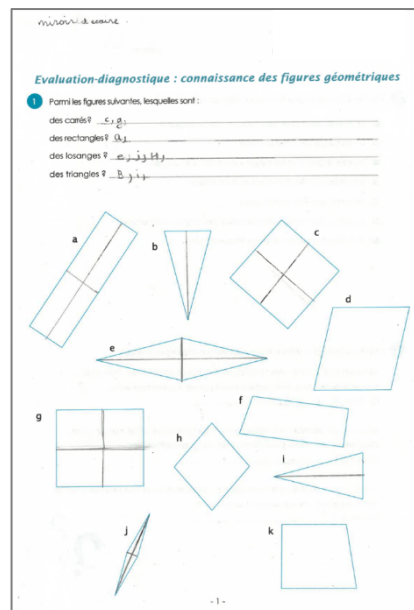 Evaluation-diagnostique : connaissance des figures géométriques
1 Parmi les figures suivantes, lesquelles sont :
des carrés ? c, g,
des rectangles ? a,
des losanges ? e, j, H,
des triangles ? B, i,
a
b
c
d
e
f
g
h
i
j
k
- 1 -